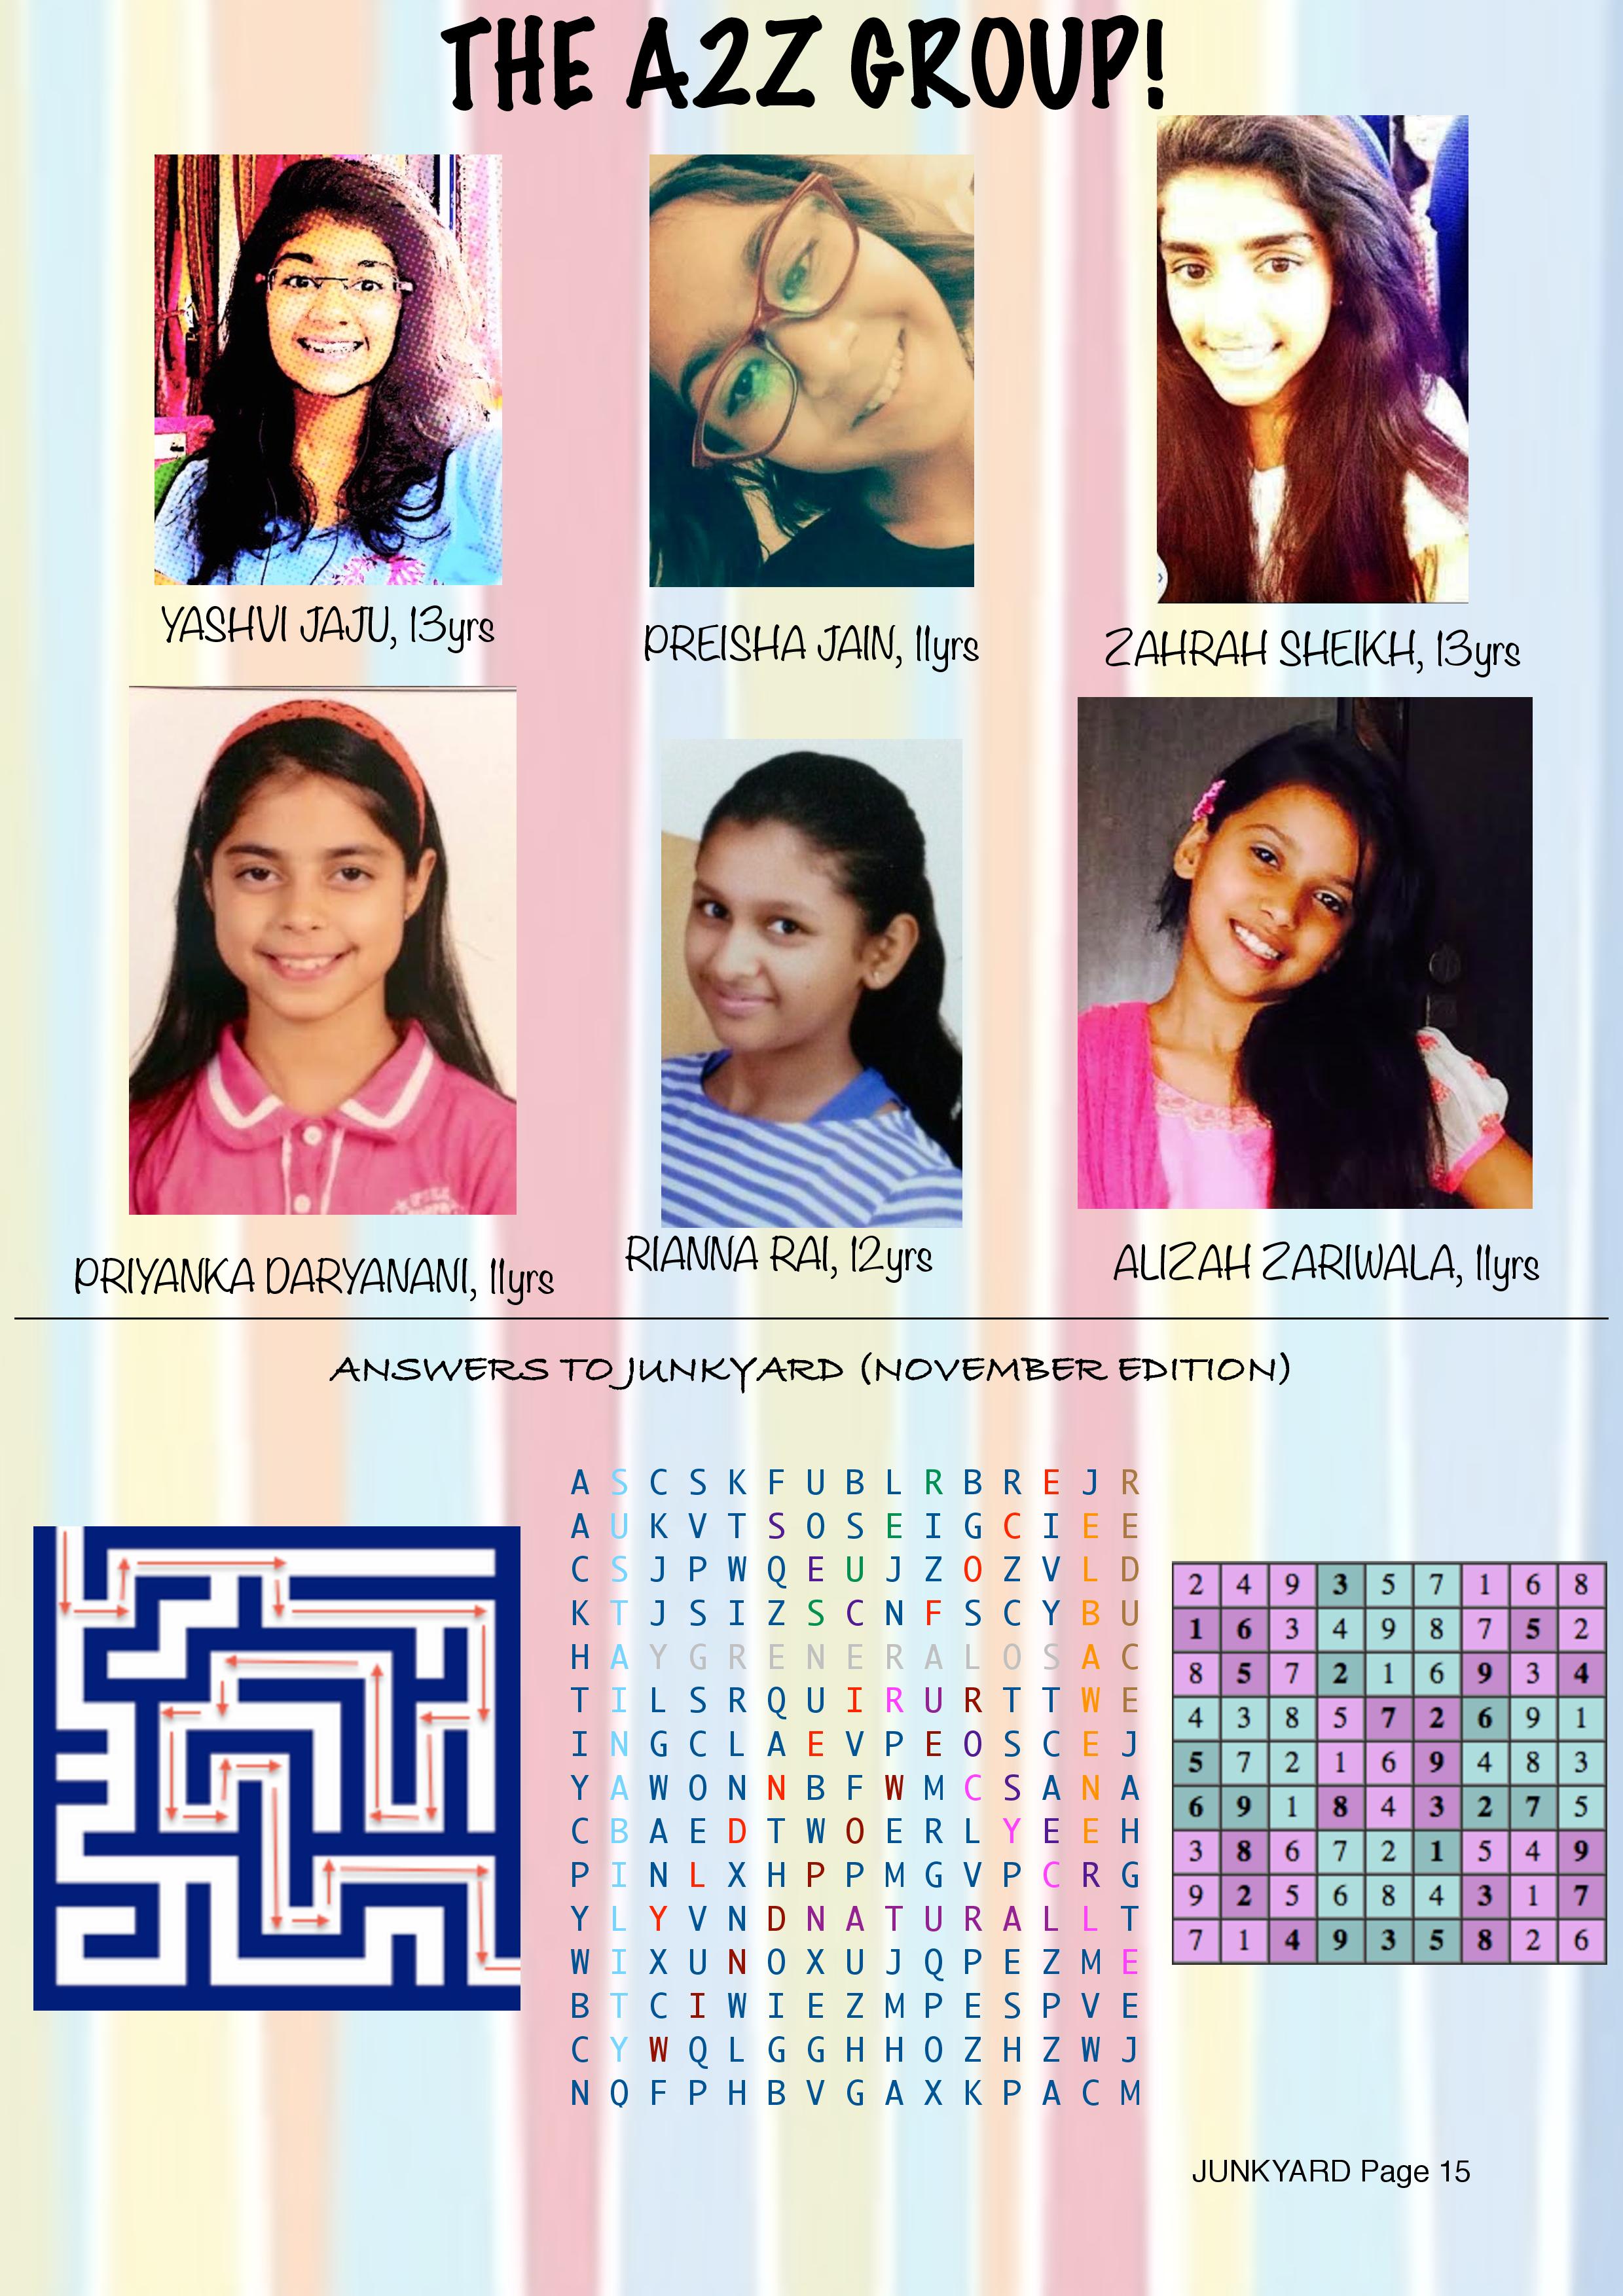 THE A2Z GROUP!
YASHVI JAJU, 13yrs
PREISHA JAIN, 11yrs
ZAHRAH SHEIKH, 13yrs
PRIYANKA DARYANANI, 11yrs
RIANNA RAI, 12yrs
ALIZAH ZARIWALA, 11yrs
ANSWERS TO JUNKYARD (NOVEMBER EDITION)
A S C S K F U B L R B R E J R
A U K V T S O S E I G C I E E
C S J P W Q E U J Z O Z V L D
K T J S I Z S C N F S C Y B U
H A Y G R E N E R A L O S A C
T I L S R Q U I R U R T T W E
I N G C L A E V P E O S C E J
Y A W O N N B F W M C S A N A
C B A E D T W O E R L Y E E H
P I N L X H P P M G V P C R G
Y L Y V N D N A T U R A L L T
W I X U N O X U J Q P E Z M E
B T C I W I E Z M P E S P V E
C Y W Q L G G H H O Z H Z W J
N Q F P H B V G A X K P A C M
2 4 9 3 5 7 1 6 8
1 6 3 4 9 8 7 5 2
8 5 7 2 1 6 9 3 4
4 3 8 5 7 2 6 9 1
5 7 2 1 6 9 4 8 3
6 9 1 8 4 3 2 7 5
3 8 6 7 2 1 5 4 9
9 2 5 6 8 4 3 1 7
7 1 4 9 3 5 8 2 6
JUNKYARD Page 15